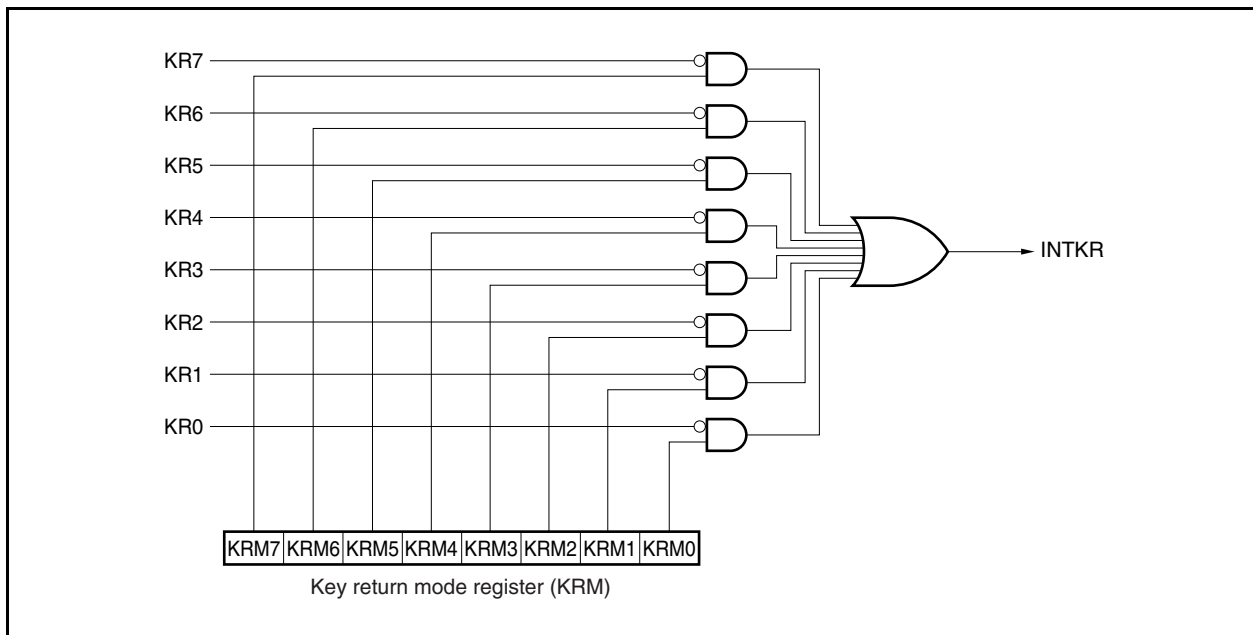 KR7
KR6
KR5
KR4
KR3
KR2
KR1
KR0
INTKR
KRM7 KRM6 KRM5 KRM4 KRM3 KRM2 KRM1 KRM0
Key return mode register (KRM)